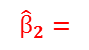 β̂₂ =